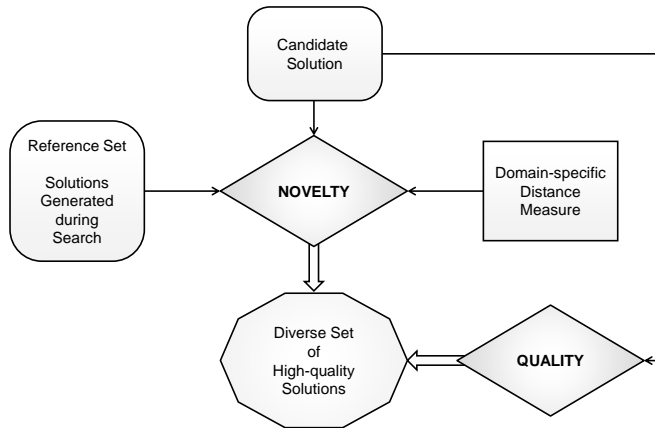 Candidate
Solution
Reference Set
Solutions
Generated
during
Search
NOVELTY
Domain-specific
Distance
Measure
Diverse Set
of
High-quality
Solutions
QUALITY